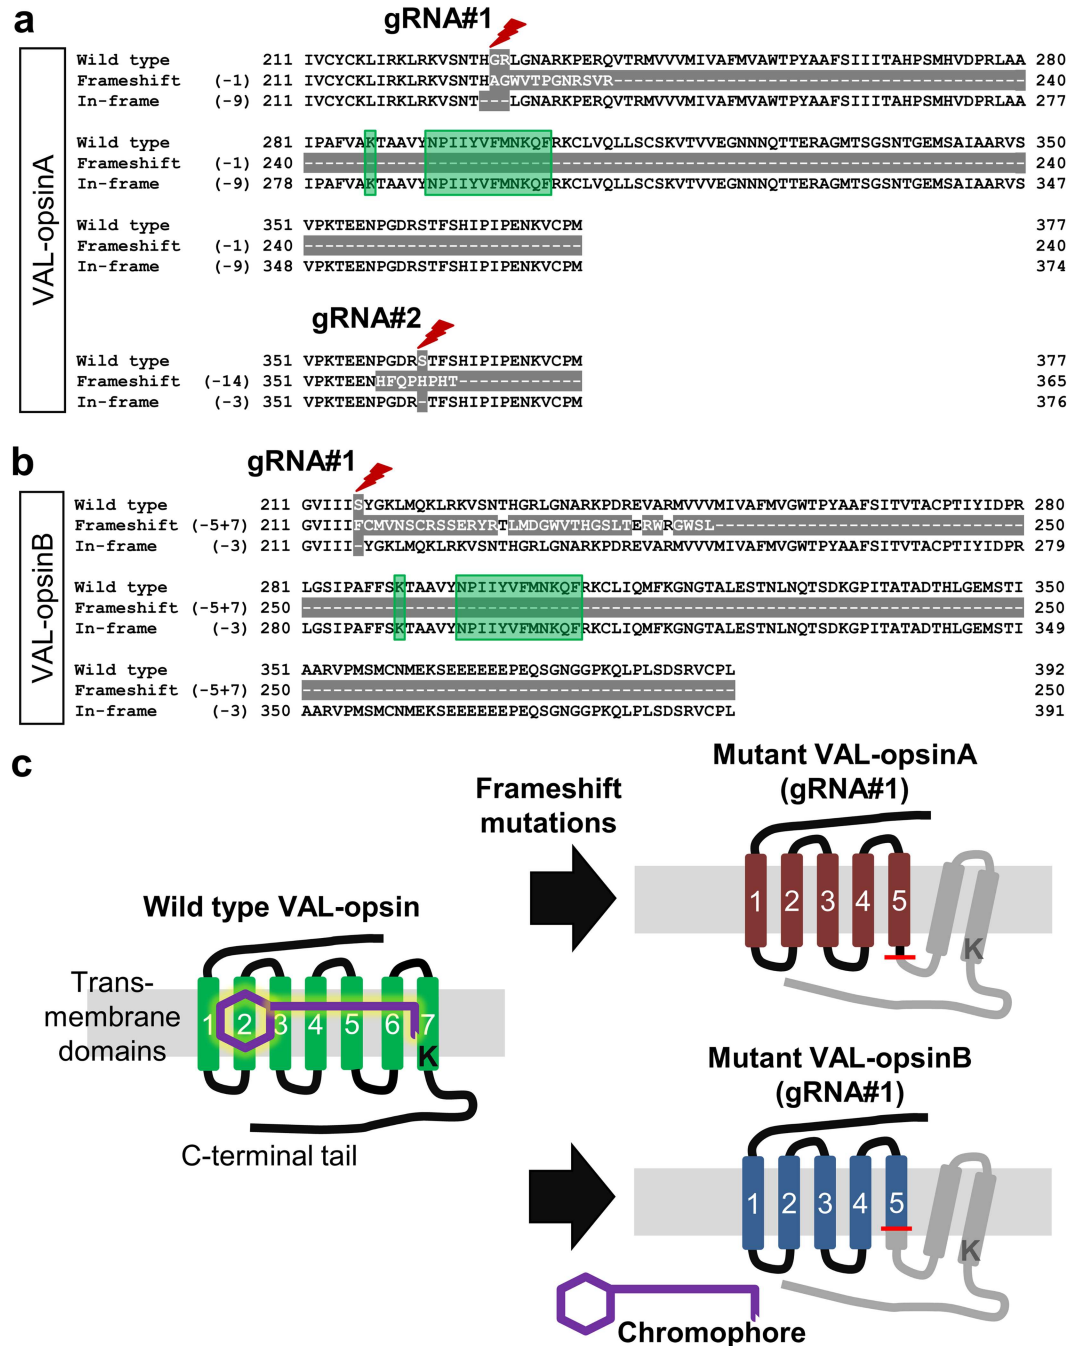 a
gRNA#1
VAL-opsinA
Wild type 211 IVCYCKLIRKLRKVSNTHGRLGNARKPERQVTRMVVVMIVAFMVAWTPYAAFSIIITAHPSMHVDPRLAA 280
Frameshift (-1) 211 IVCYCKLIRKLRKVSNTHAGWVTPGNRSVR---------------------------------------- 240
In-frame (-9) 211 IVCYCKLIRKLRKVSNT---LGNARKPERQVTRMVVVMIVAFMVAWTPYAAFSIIITAHPSMHVDPRLAA 277
Wild type 281 IPAFVAKTAAVYNPIIYVFMNKQFRKCLVQLLSCSKVTVVEGNNNQTTERAGMTSGSNTGEMSAIAARVS 350
Frameshift (-1) 240 ---------------------------------------------------------------------- 240
In-frame (-9) 278 IPAFVAKTAAVYNPIIYVFMNKQFRKCLVQLLSCSKVTVVEGNNNQTTERAGMTSGSNTGEMSAIAARVS 347
Wild type 351 VPKTEENPGDRSTFSHIPIPENKVCPM 377
Frameshift (-1) 240 --------------------------- 240
In-frame (-9) 348 VPKTEENPGDRSTFSHIPIPENKVCPM 374
gRNA#2
Wild type 351 VPKTEENPGDRSTFSHIPIPENKVCPM 377
Frameshift (-14) 351 VPKTEENHFQPHPHT------------ 365
In-frame (-3) 351 VPKTEENPGDR-TFSHIPIPENKVCPM 376
b
gRNA#1
VAL-opsinB
Wild type 211 GVIIISYGKLMQKLRKVSNTHGRLGNARKPDREVARMVVVMIVAFMVGWTPYAAFSITVTACPTIYIDPR 280
Frameshift (-5+7) 211 GVIIIFCMVNSCRSSERYRTLMDGWVTHGSLTERWRGWSL------------------------------ 250
In-frame (-3) 211 GVIII-YGKLMQKLRKVSNTHGRLGNARKPDREVARMVVVMIVAFMVGWTPYAAFSITVTACPTIYIDPR 279
Wild type 281 LGSIPAFFSKTAAVYNPIIYVFMNKQFRKCLIQMFKGNGTALESTNLNQTSDKGPITATADTHLGEMSTI 350
Frameshift (-5+7) 250 ---------------------------------------------------------------------- 250
In-frame (-3) 280 LGSIPAFFSKTAAVYNPIIYVFMNKQFRKCLIQMFKGNGTALESTNLNQTSDKGPITATADTHLGEMSTI 349
Wild type 351 AARVPMSMCNMEKSEEEEEEPEQSGNGGPKQLPLSDSRVCPL 392
Frameshift (-5+7) 250 ------------------------------------------ 250
In-frame (-3) 350 AARVPMSMCNMEKSEEEEEEPEQSGNGGPKQLPLSDSRVCPL 391
c
Wild type VAL-opsin
Trans-
membrane
domains
1 2 3 4 5 6 7
K
C-terminal tail
Frameshift
mutations
Mutant VAL-opsinA
(gRNA#1)
1 2 3 4 5
K
Mutant VAL-opsinB
(gRNA#1)
1 2 3 4 5
K
Chromophore